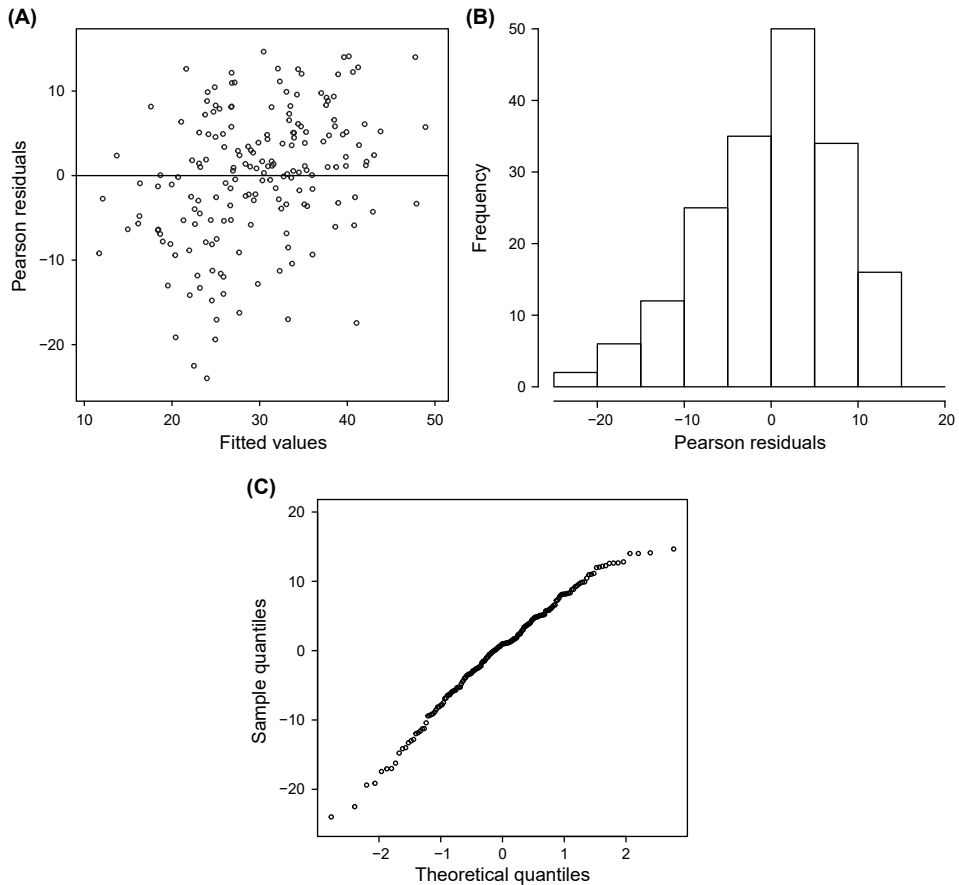 (A)
10
0
−10
−20
Pearson residuals
10 20 30 40 50
Fitted values
(B)
50
40
30
20
10
0
Frequency
−20 −10 0 10 20
Pearson residuals
(C)
20
10
0
−10
−20
Sample quantiles
−2 −1 0 1 2
Theoretical quantiles